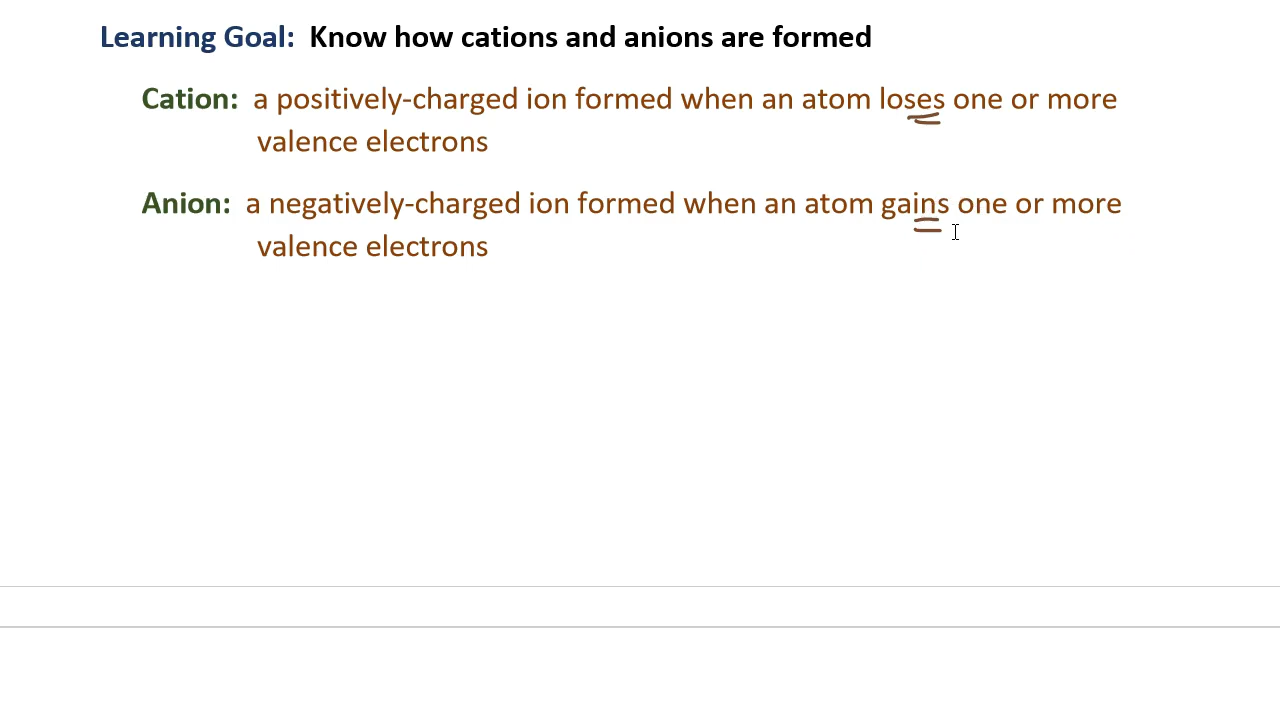 Learning Goal: Know how cations and anions are formed
Cation: a positively-charged ion formed when an atom loses one or more
valence electrons
Anion: a negatively-charged ion formed when an atom gains one or more
valence electrons